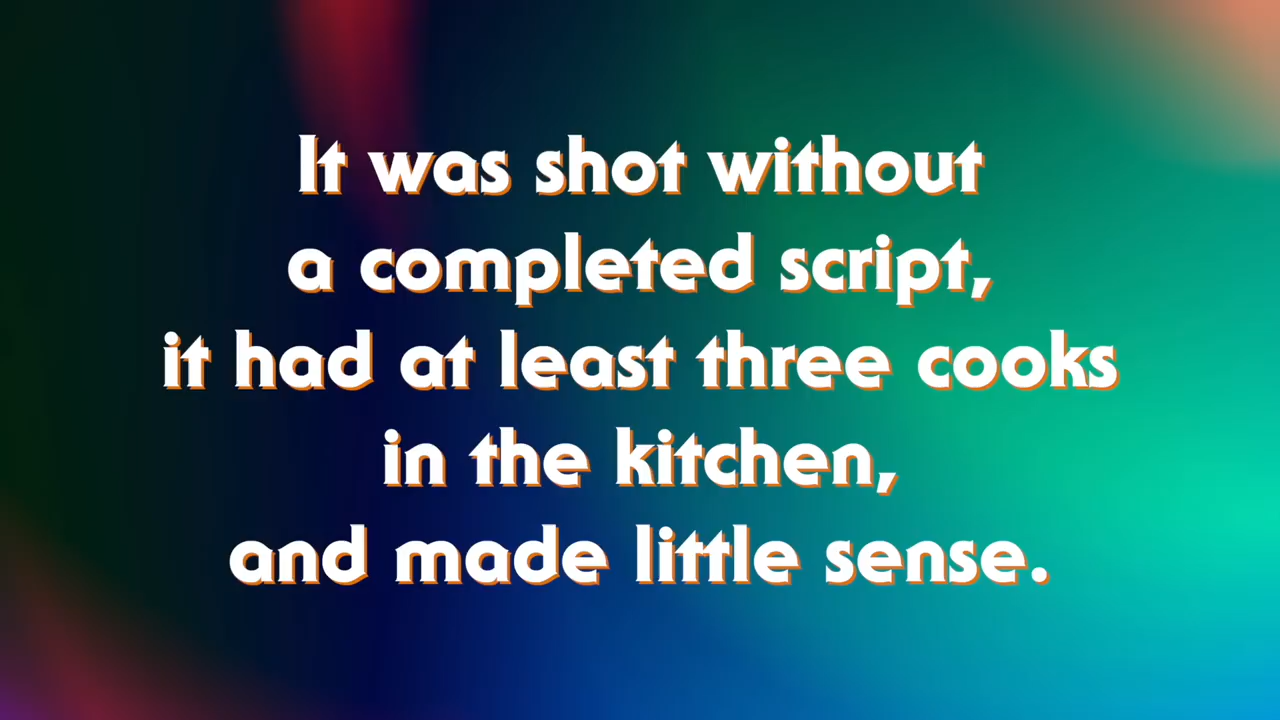 It was shot without
a completed script,
it had at least three cooks
in the kitchen,
and made little sense.